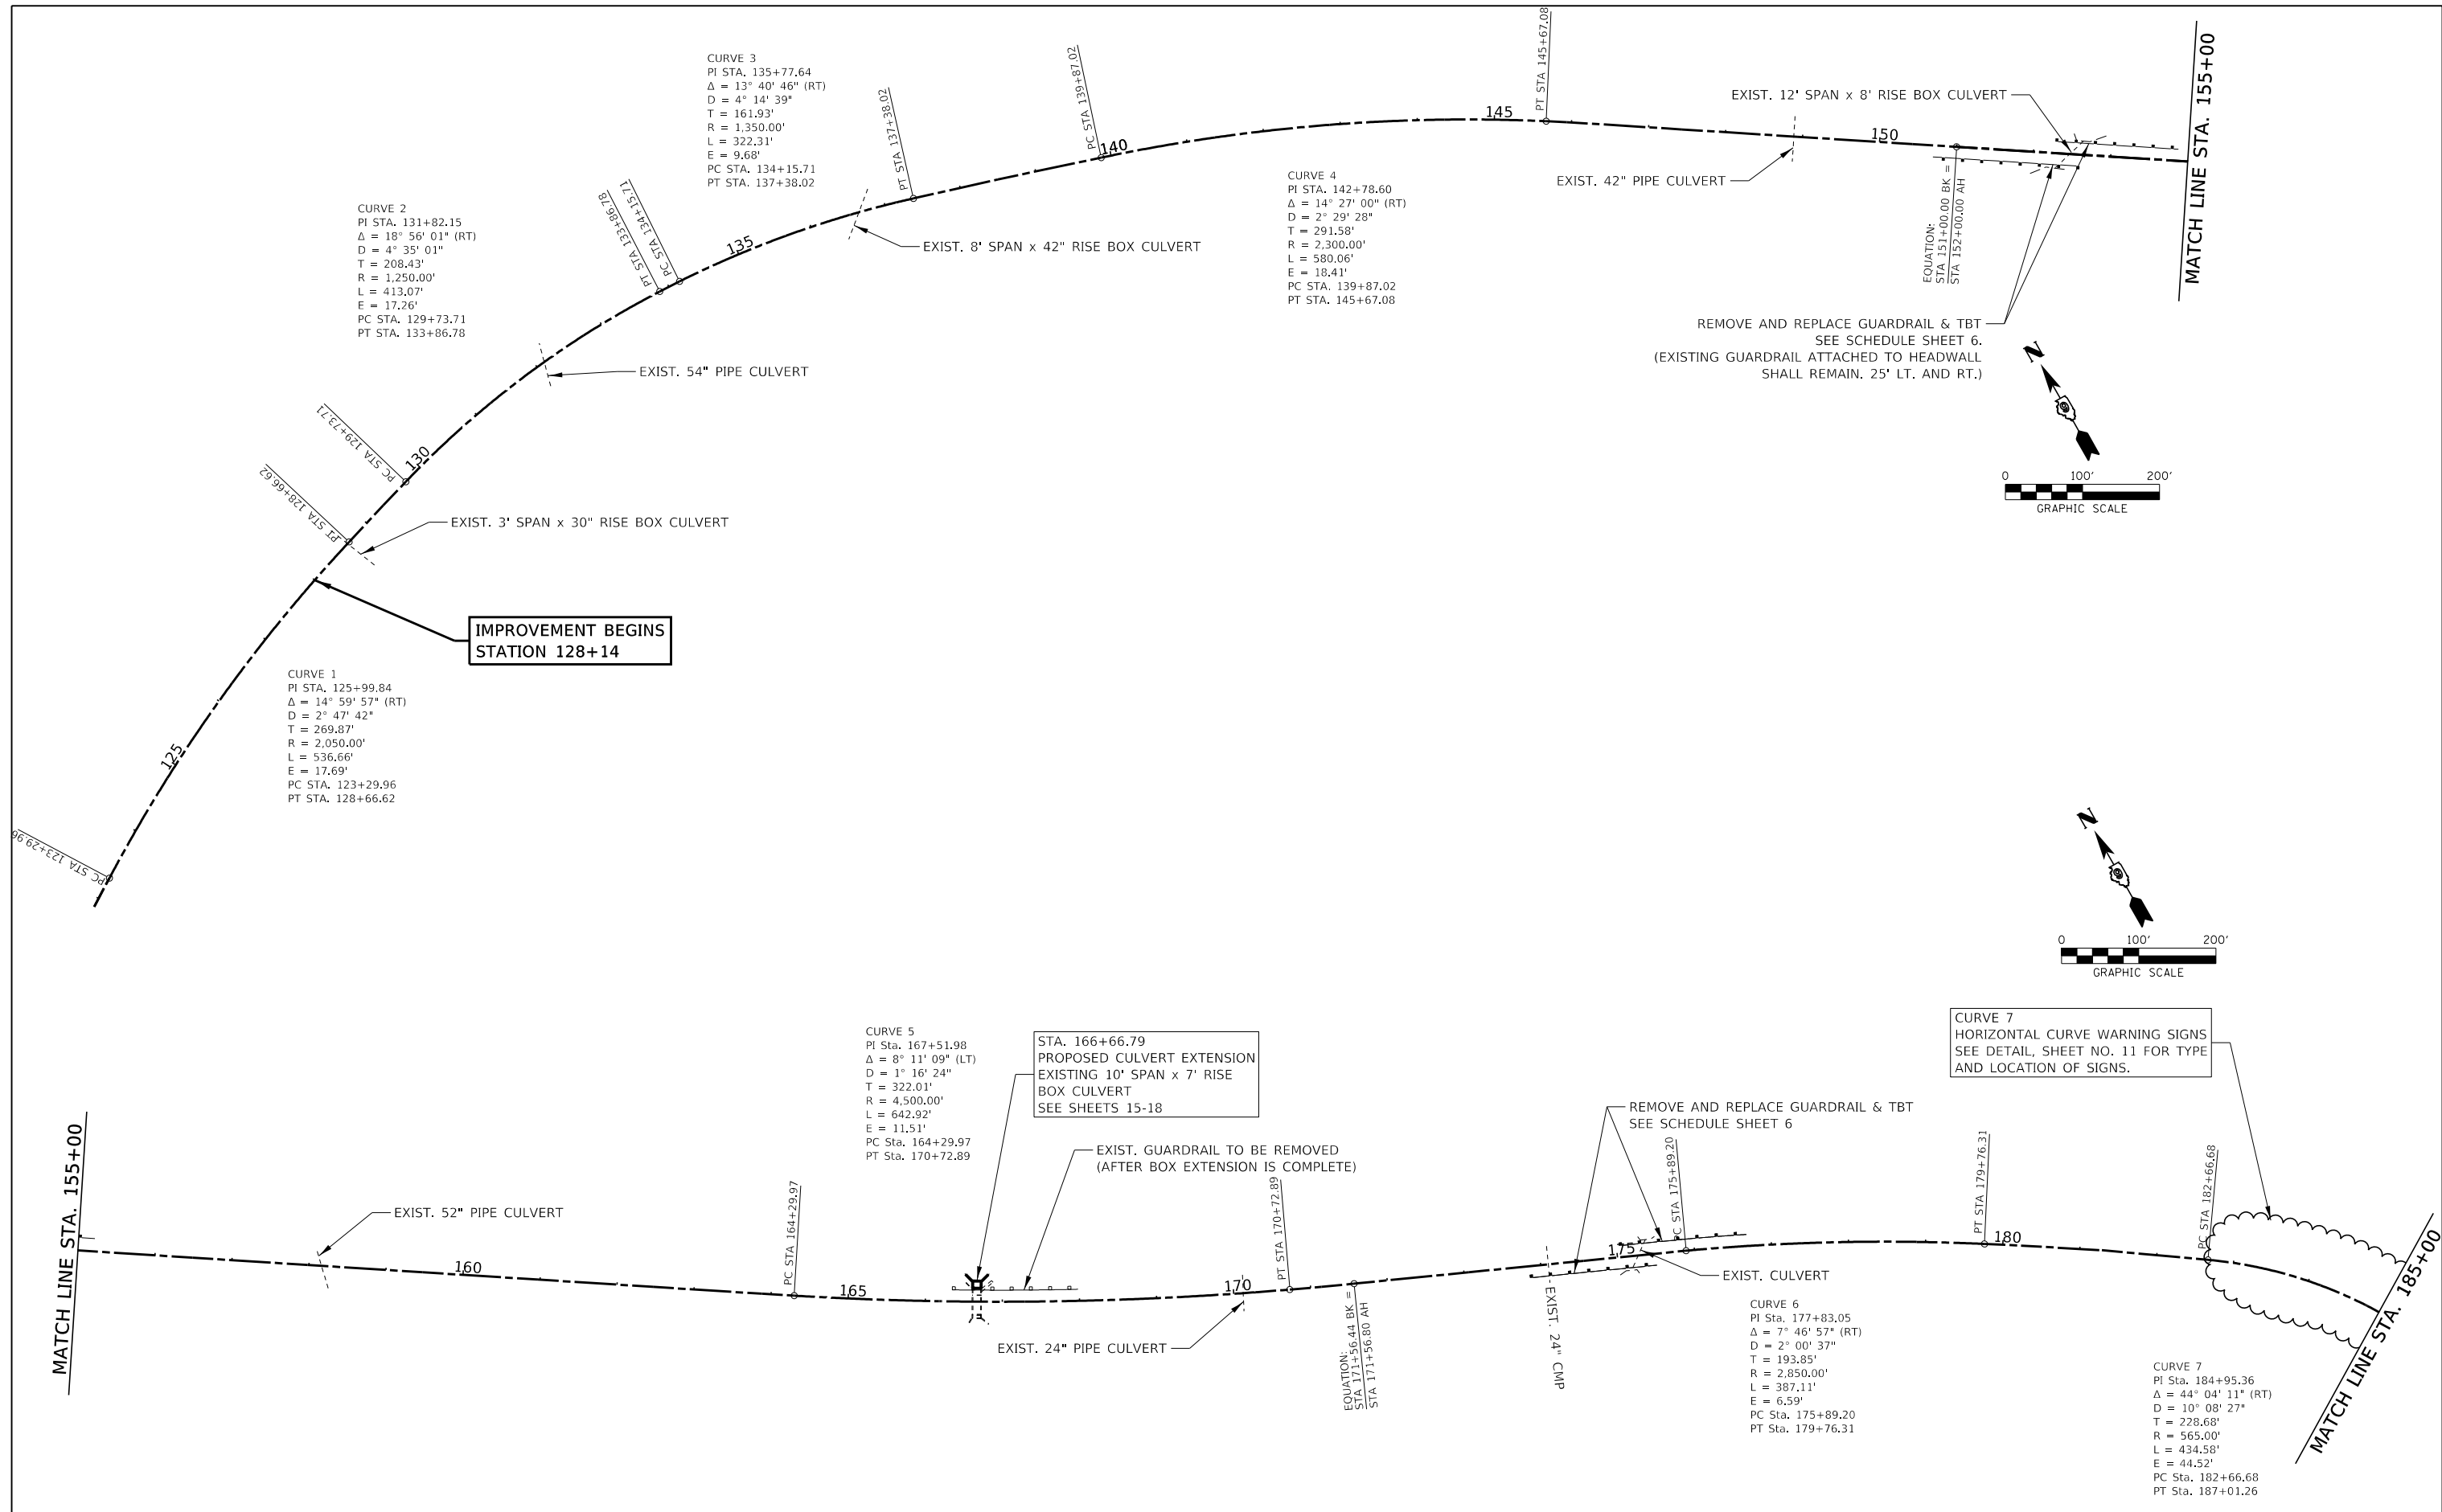 CURVE 3
PI STA. 135+77.64
Δ = 13° 40' 46" (RT)
D = 4° 14' 39"
T = 161.93'
R = 1,350.00'
L = 322.31'
E = 9.68'
PC STA. 134+15.71
PT STA. 137+38.02
CURVE 2
PI STA. 131+82.15
Δ = 18° 56' 01" (RT)
D = 4° 35' 01"
T = 208.43'
R = 1,250.00'
L = 413.07'
E = 17.26'
PC STA. 129+73.71
PT STA. 133+86.78
PT STA 133+86.78
PC STA 134+15.71
135
PT STA 137+38.02
PC STA 139+87.02
140
145
PT STA 145+67.08
EXIST. 8' SPAN x 42" RISE BOX CULVERT
EXIST. 54" PIPE CULVERT
CURVE 4
PI STA. 142+78.60
Δ = 14° 27' 00" (RT)
D = 2° 29' 28"
T = 291.58'
R = 2,300.00'
L = 580.06'
E = 18.41'
PC STA. 139+87.02
PT STA. 145+67.08
EXIST. 12' SPAN x 8' RISE BOX CULVERT
150
EXIST. 42" PIPE CULVERT
EQUATION:
STA 151+00.00 BK =
STA 152+00.00 AH
MATCH LINE STA. 155+00
REMOVE AND REPLACE GUARDRAIL & TBT
SEE SCHEDULE SHEET 6.
(EXISTING GUARDRAIL ATTACHED TO HEADWALL
SHALL REMAIN. 25' LT. AND RT.)
N
0 100' 200'
GRAPHIC SCALE
PC STA 129+73.71
130
PT STA 128+66.62
EXIST. 3' SPAN x 30" RISE BOX CULVERT
IMPROVEMENT BEGINS
STATION 128+14
CURVE 1
PI STA. 125+99.84
Δ = 14° 59' 57" (RT)
D = 2° 47' 42"
T = 269.87'
R = 2,050.00'
L = 536.66'
E = 17.69'
PC STA. 123+29.96
PT STA. 128+66.62
125
PC STA 123+29.96
N
0 100' 200'
GRAPHIC SCALE
MATCH LINE STA. 155+00
EXIST. 52" PIPE CULVERT
160
PC STA 164+29.97
165
CURVE 5
PI Sta. 167+51.98
Δ = 8° 11' 09" (LT)
D = 1° 16' 24"
T = 322.01'
R = 4,500.00'
L = 642.92'
E = 11.51'
PC Sta. 164+29.97
PT Sta. 170+72.89
STA. 166+66.79
PROPOSED CULVERT EXTENSION
EXISTING 10' SPAN x 7' RISE
BOX CULVERT
SEE SHEETS 15-18
EXIST. GUARDRAIL TO BE REMOVED
(AFTER BOX EXTENSION IS COMPLETE)
170
EXIST. 24" PIPE CULVERT
PT STA 170+72.89
EQUATION:
STA 171+56.44 BK =
STA 171+56.80 AH
REMOVE AND REPLACE GUARDRAIL & TBT
SEE SCHEDULE SHEET 6
175
EXIST. 24" CMP
EXIST. CULVERT
PC STA 175+89.20
CURVE 6
PI Sta. 177+83.05
Δ = 7° 46' 57" (RT)
D = 2° 00' 37"
T = 193.85'
R = 2,850.00'
L = 387.11'
E = 6.59'
PC Sta. 175+89.20
PT Sta. 179+76.31
PT STA 179+76.31
180
CURVE 7
HORIZONTAL CURVE WARNING SIGNS
SEE DETAIL, SHEET NO. 11 FOR TYPE
AND LOCATION OF SIGNS.
PC STA 182+66.68
MATCH LINE STA. 185+00
CURVE 7
PI Sta. 184+95.36
Δ = 44° 04' 11" (RT)
D = 10° 08' 27"
T = 228.68'
R = 565.00'
L = 434.58'
E = 44.52'
PC Sta. 182+66.68
PT Sta. 187+01.26